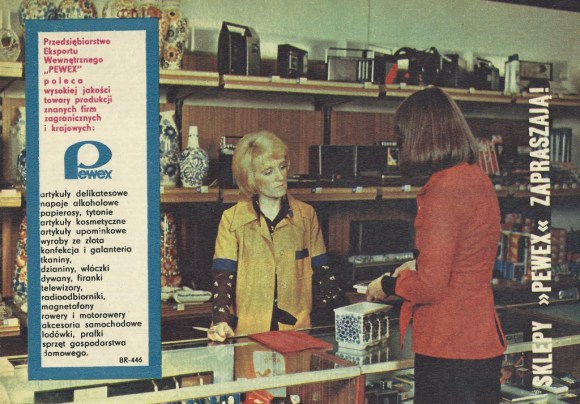 Przedsiębiorstwo
Eksportu
Wewnętrznego
„PEWEX"
poleca
wysokiej jakości
towary produkcji
znanych firm
zagranicznych
i krajowych:
Pewex
artykuły delikatesowe
napoje alkoholowe
papierosy, tytonie
artykuły kosmetyczne
artykuły upominkowe
wyroby ze złota
konfekcja i galanteria
tkaniny,
dzianiny, włóczki
dywany, firanki
telewizory,
radioodbiorniki,
magnetofony
rowery i motorowery
akcesoria samochodowe
lodówki, pralki
sprzęt gospodarstwa
domowego.
BR-446
SKLEPY »PEWEX« ZAPRASZAJĄ!